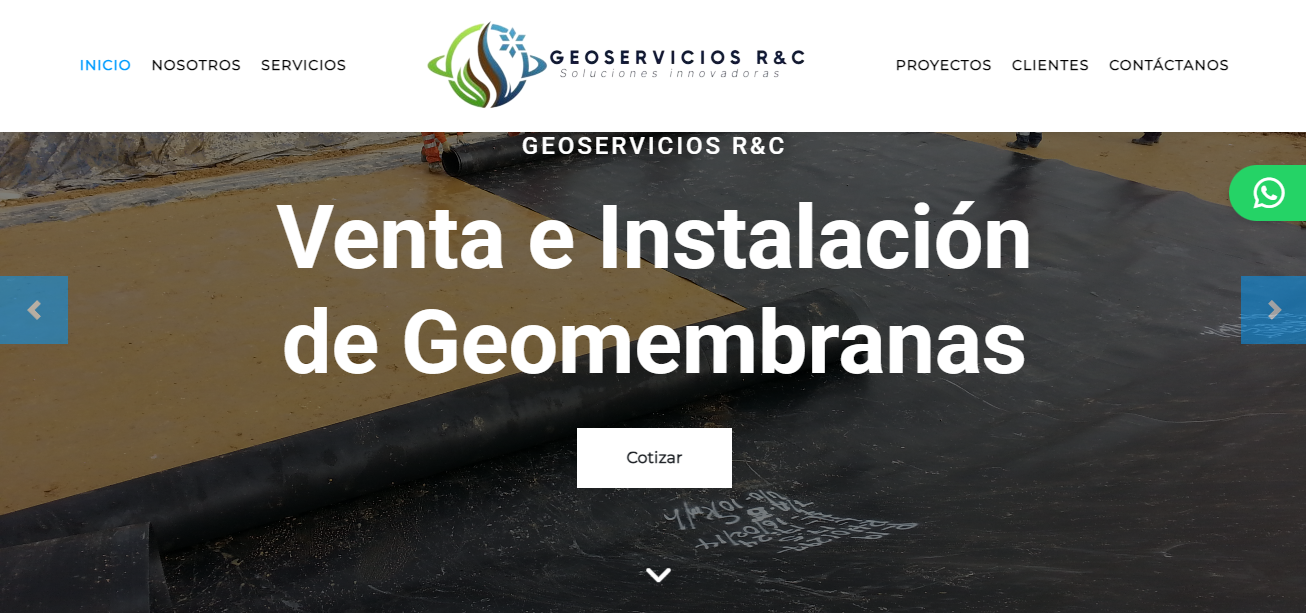 INICIO NOSOTROS SERVICIOS
GEOSERVICIOS R&C
Soluciones innovadoras
PROYECTOS CLIENTES CONTÁCTANOS
GEOSERVICIOS R&C
Venta e Instalación
de Geomembranas
Cotizar